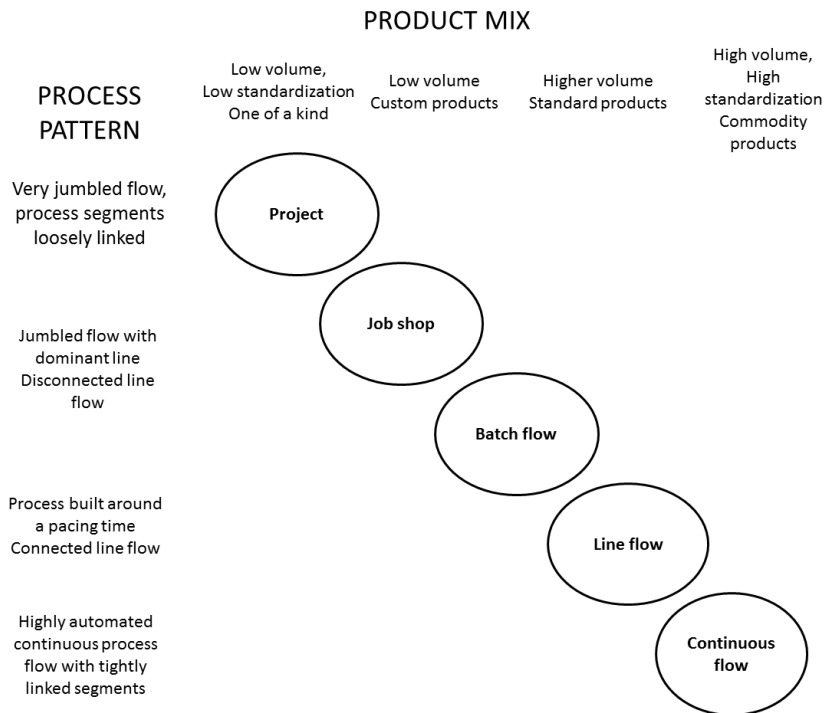 PRODUCT MIX
PROCESS
PATTERN
Low volume,
Low standardization
One of a kind
Low volume
Custom products
Higher volume
Standard products
High volume,
High
standardization
Commodity
products
Very jumbled flow,
process segments
loosely linked
Project
Job shop
Jumbled flow with
dominant line
Disconnected line
flow
Batch flow
Process built around
a pacing time
Connected line flow
Line flow
Highly automated
continuous process
flow with tightly
linked segments
Continuous
flow